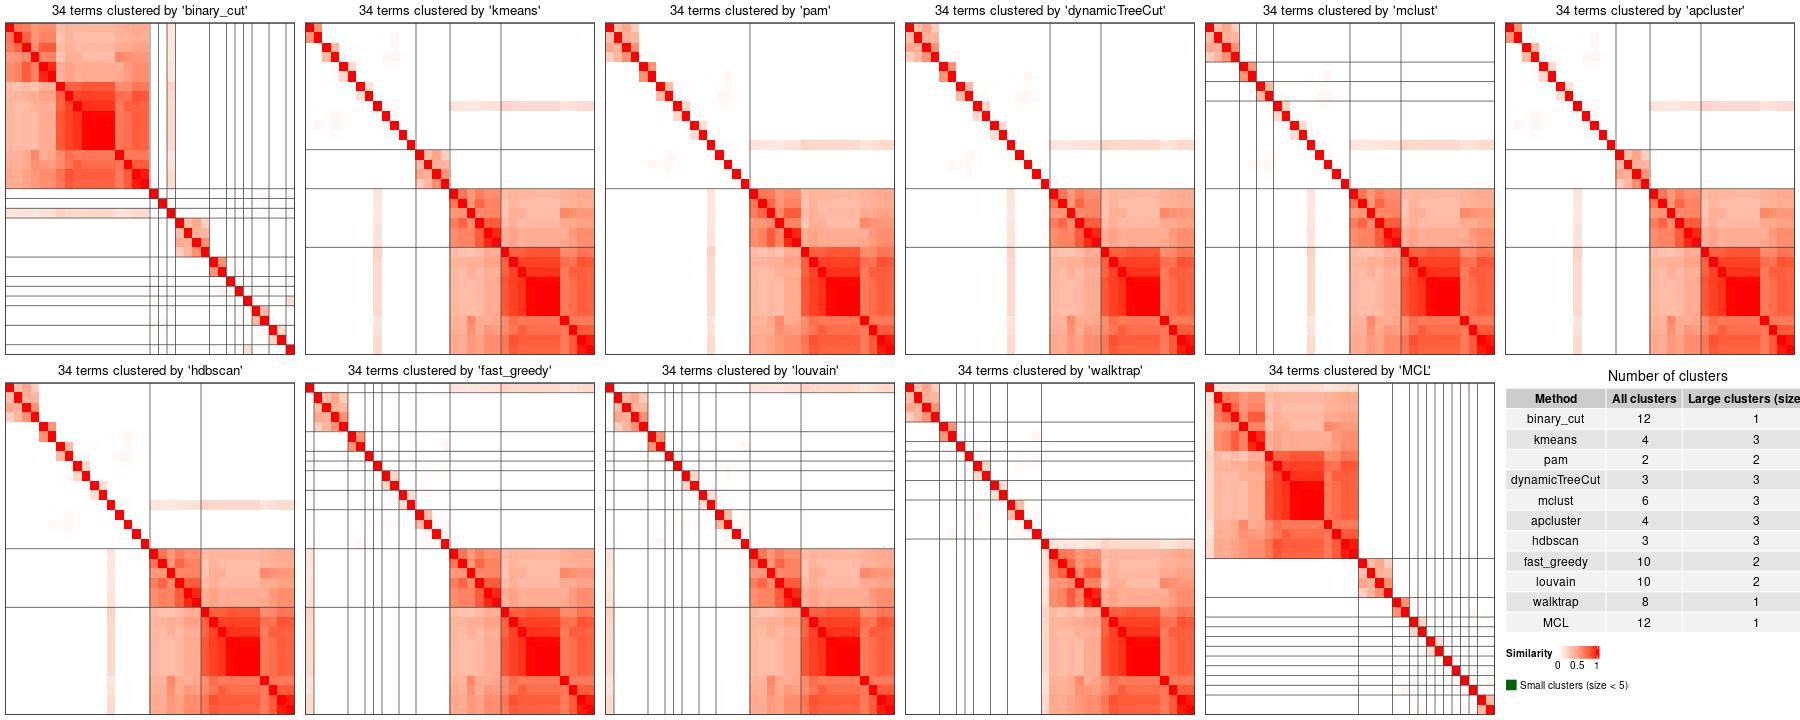 34 terms clustered by 'binary_cut'
34 terms clustered by 'kmeans'
34 terms clustered by 'pam'
34 terms clustered by 'dynamicTreeCut'
34 terms clustered by 'mclust'
34 terms clustered by 'apcluster'
34 terms clustered by 'hdbscan'
34 terms clustered by 'fast_greedy'
34 terms clustered by 'louvain'
34 terms clustered by 'walktrap'
34 terms clustered by 'MCL'
Number of clusters
Method All clusters Large clusters (size
binary_cut 12 1
kmeans 4 3
pam 2 2
dynamicTreeCut 3 3
mclust 6 3
apcluster 4 3
hdbscan 3 3
fast_greedy 10 2
louvain 10 2
walktrap 8 1
MCL 12 1
Similarity
0 0.5 1
Small clusters (size < 5)